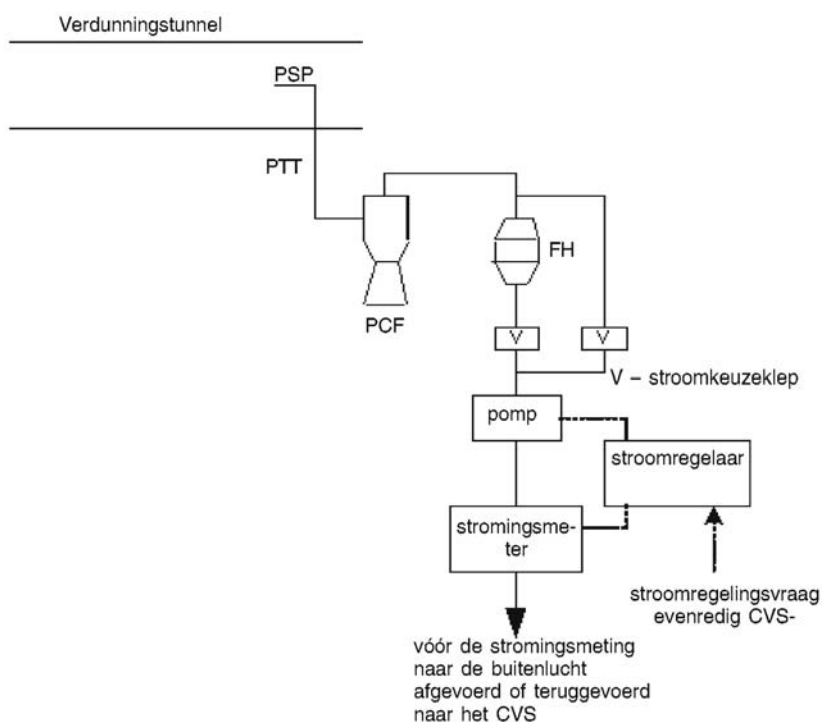 Verdunningstunnel
PSP
PTT
FH
PCF
V
V
V – stroomkeuzeklep
pomp
stroomregelaar
stromingsme-
ter
stroomregelingsvraag
evenredig CVS-
vóór de stromingsmeting
naar de buitenlucht
afgevoerd of teruggevoerd
naar het CVS